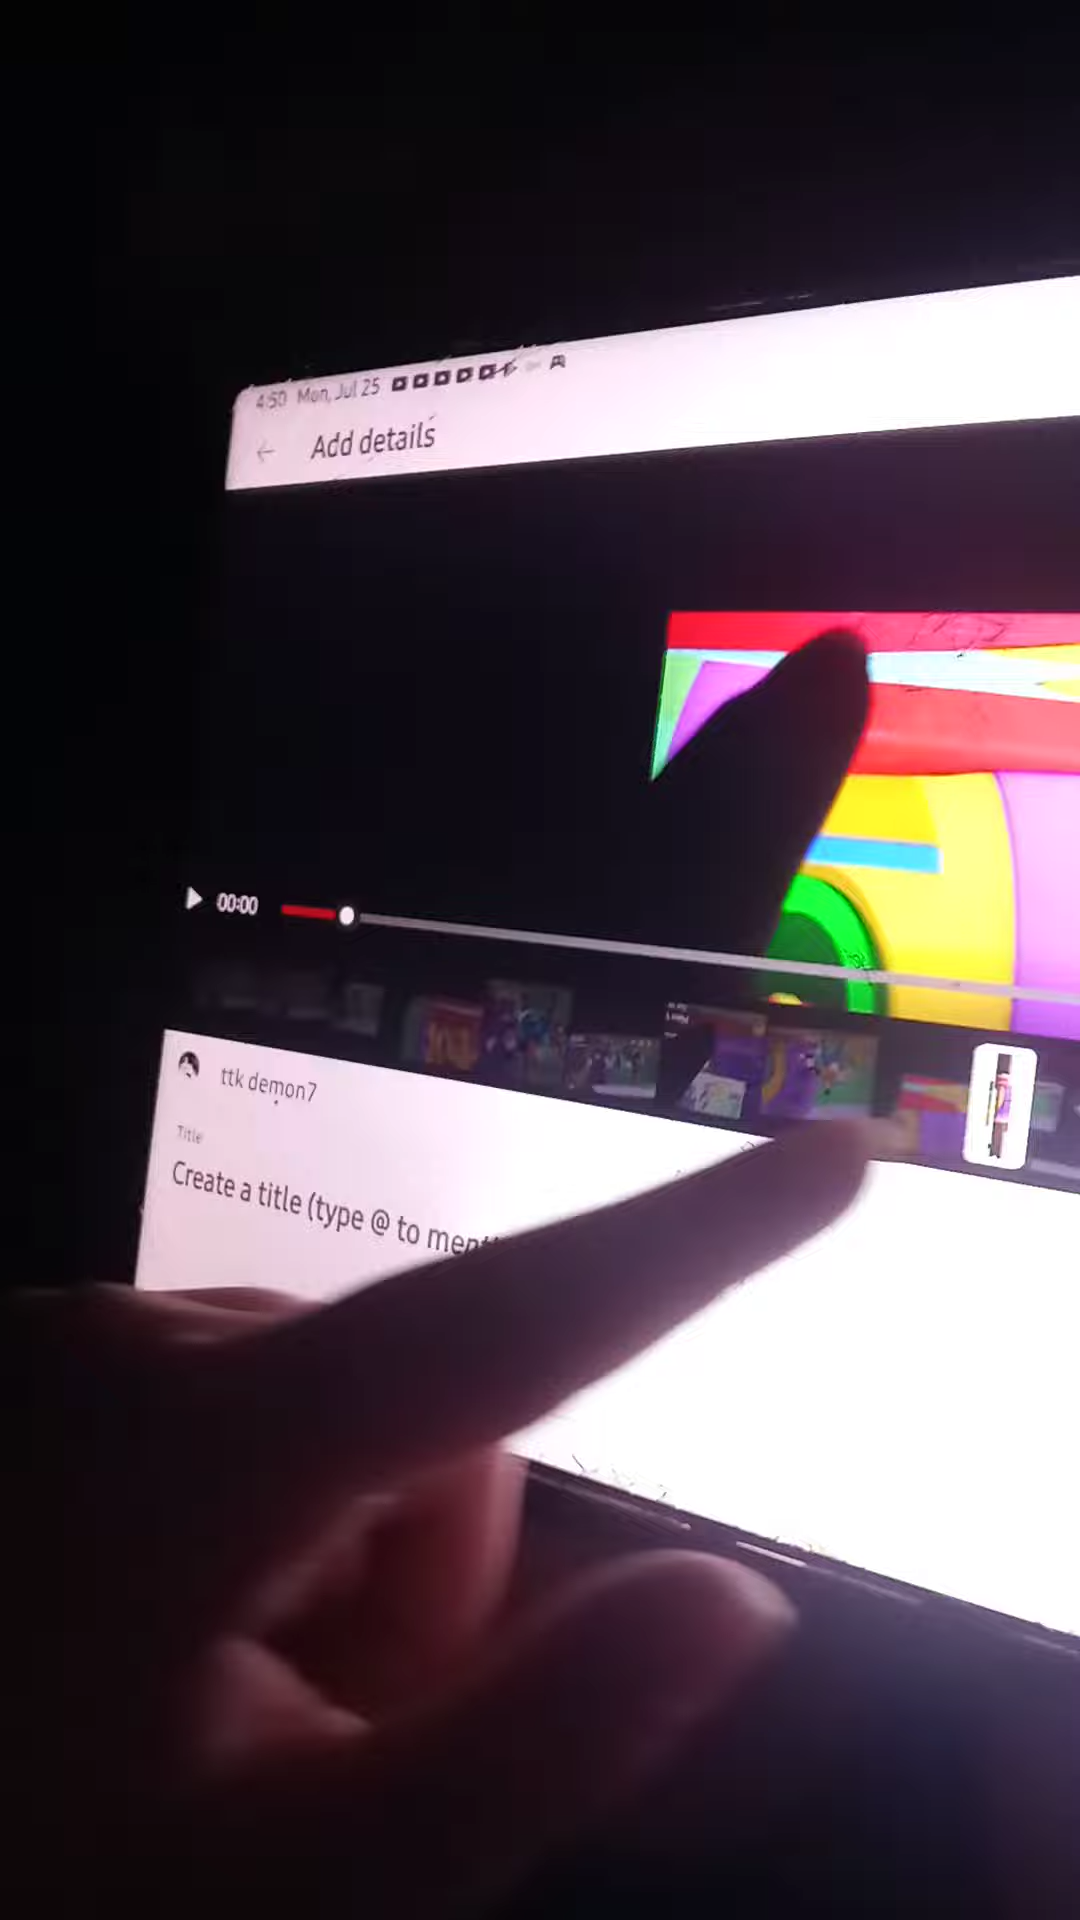 4:50 Mon, Jul 25
Add details
00:00
ttk demon7
Title
Create a title (type @ to